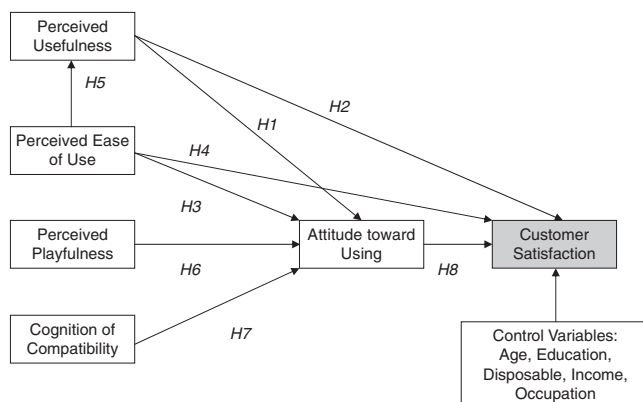 Perceived
Usefulness
H5
H2
H1
Perceived Ease
of Use
H4
H3
Perceived
Playfulness
Attitude toward
Using
Customer
Satisfaction
H6
H8
Cognition of
Compatibility
H7
Control Variables:
Age, Education,
Disposable, Income,
Occupation